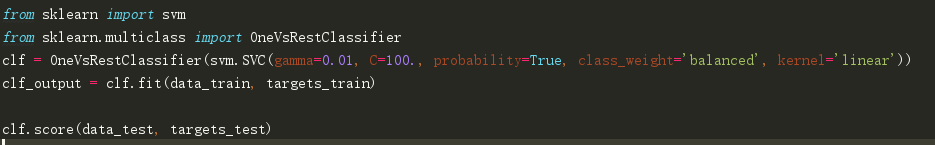 from sklearn import svm
from sklearn.multiclass import OneVsRestClassifier
clf = OneVsRestClassifier(svm.SVC(gamma=0.01, C=100., probability=True, class_weight='balanced', kernel='linear'))
clf_output = clf.fit(data_train, targets_train)
clf.score(data_test, targets_test)